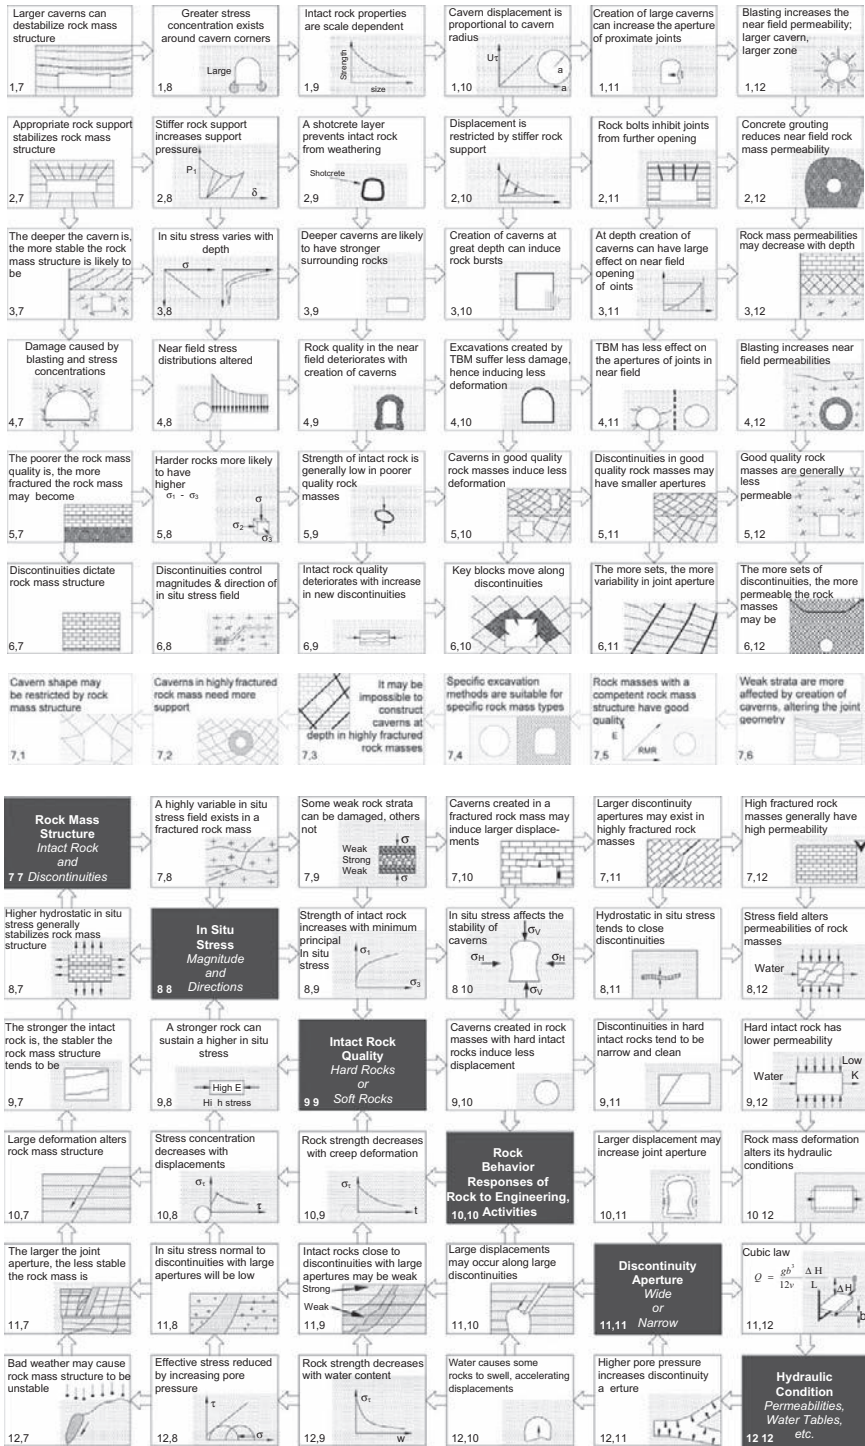 Larger caverns can
destabilize rock mass
structure
1,7
Greater stress
concentration exists
around cavern corners
Large
1,8
Intact rock properties
are scale dependent
Strength
size
1,9
Cavern displacement is
proportional to cavern
radius
Uτ
a
a
1,10
Creation of large caverns
can increase the aperture
of proximate joints
1,11
Blasting increases the
near field permeability;
larger cavern,
larger zone
1,12
Appropriate rock support
stabilizes rock mass
structure
2,7
Stiffer rock support
increases support
pressure
P₁
δ
2,8
A shotcrete layer
prevents intact rock
from weathering
Shotcrete
2,9
Displacement is
restricted by stiffer rock
support
2,10
Rock bolts inhibit joints
from further opening
2,11
Concrete grouting
reduces near field rock
mass permeability
2,12
The deeper the cavern is,
the more stable the rock
mass structure is likely to
be
3,7
In situ stress varies with
depth
σ
3,8
Deeper caverns are likely
to have stronger
surrounding rocks
3,9
Creation of caverns at
great depth can induce
rock bursts
3,10
At depth creation of
caverns can have large
effect on near field
opening
of oints
3,11
Rock mass permeabilities
may decrease with depth
3,12
Damage caused by
blasting and stress
concentrations
4,7
Near field stress
distributions altered
4,8
Rock quality in the near
field deteriorates with
creation of caverns
4,9
Excavations created by
TBM suffer less damage,
hence inducing less
deformation
4,10
TBM has less effect on
the apertures of joints in
near field
4,11
Blasting increases near
field permeabilities
4,12
The poorer the rock mass
quality is, the more
fractured the rock mass
may become
5,7
Harder rocks more likely
to have
higher
σ₁ - σ₃
σ
σ₂
σ₃
5,8
Strength of intact rock is
generally low in poorer
quality rock
masses
5,9
Caverns in good quality
rock masses induce less
deformation
5,10
Discontinuities in good
quality rock masses may
have smaller apertures
5,11
Good quality rock
masses are generally
less
permeable
5,12
Discontinuities dictate
rock mass structure
6,7
Discontinuities control
magnitudes & direction of
in situ stress field
6,8
Intact rock quality
deteriorates with increase
in new discontinuities
6,9
Key blocks move along
discontinuities
6,10
The more sets, the more
variability in joint aperture
6,11
The more sets of
discontinuities, the more
permeable the rock
masses
may be
6,12
Cavern shape may
be restricted by rock
mass structure
7,1
Caverns in highly fractured
rock mass need more
support
7,2
It may be
impossible to
construct
caverns at
depth in highly fractured
rock masses
7,3
Specific excavation
methods are suitable for
specific rock mass types
7,4
Rock masses with a
competent rock mass
structure have good
quality
E
RMR
7,5
Weak strata are more
affected by creation of
caverns, altering the joint
geometry
7,6
Rock Mass
Structure
Intact Rock
and
Discontinuities
7 7
A highly variable in situ
stress field exists in a
fractured rock mass
7,8
Some weak rock strata
can be damaged, others
not
σ
Weak
Strong
Weak
σ
7,9
Caverns created in a
fractured rock mass may
induce larger displace-
ments
7,10
Larger discontinuity
apertures may exist in
highly fractured rock
masses
7,11
High fractured rock
masses generally have
high permeability
7,12
Higher hydrostatic in situ
stress generally
stabilizes rock mass
structure
8,7
In Situ
Stress
Magnitude
and
Directions
8 8
Strength of intact rock
increases with minimum
principal
In situ
stress
σ₁
σ₃
8,9
In situ stress affects the
stability of
caverns
σV
σH
σH
σV
8 10
Hydrostatic in situ stress
tends to close
discontinuities
8,11
Stress field alters
permeabilities of rock
masses
Water
8,12
The stronger the intact
rock is, the stabler the
rock mass structure
tends to be
9,7
A stronger rock can
sustain a higher in situ
stress
High E
Hi h stress
9,8
Intact Rock
Quality
Hard Rocks
or
Soft Rocks
9 9
Caverns created in rock
masses with hard intact
rocks induce less
displacement
9,10
Discontinuities in hard
intact rocks tend to be
narrow and clean
9,11
Hard intact rock has
lower permeability
Low
Water
K
9,12
Large deformation alters
rock mass structure
10,7
Stress concentration
decreases with
displacements
στ
τ
10,8
Rock strength decreases
with creep deformation
στ
t
10,9
Rock
Behavior
Responses of
Rock to Engineering,
Activities
10,10
Larger displacement may
increase joint aperture
10,11
Rock mass deformation
alters its hydraulic
conditions
10 12
The larger the joint
aperture, the less stable
the rock mass is
11,7
In situ stress normal to
discontinuities with large
apertures will be low
11,8
Intact rocks close to
discontinuities with large
apertures may be weak
Strong
Weak
11,9
Large displacements
may occur along large
discontinuities
11,10
Discontinuity
Aperture
Wide
or
Narrow
11,11
Cubic law
Q = gb³/12v ΔH/L
ΔH
b
11,12
Bad weather may cause
rock mass structure to be
unstable
12,7
Effective stress reduced
by increasing pore
pressure
τ
σ
12,8
Rock strength decreases
with water content
στ
w
12,9
Water causes some
rocks to swell, accelerating
displacements
12,10
Higher pore pressure
increases discontinuity
a erture
12,11
Hydraulic
Condition
Permeabilities,
Water Tables,
etc.
12 12